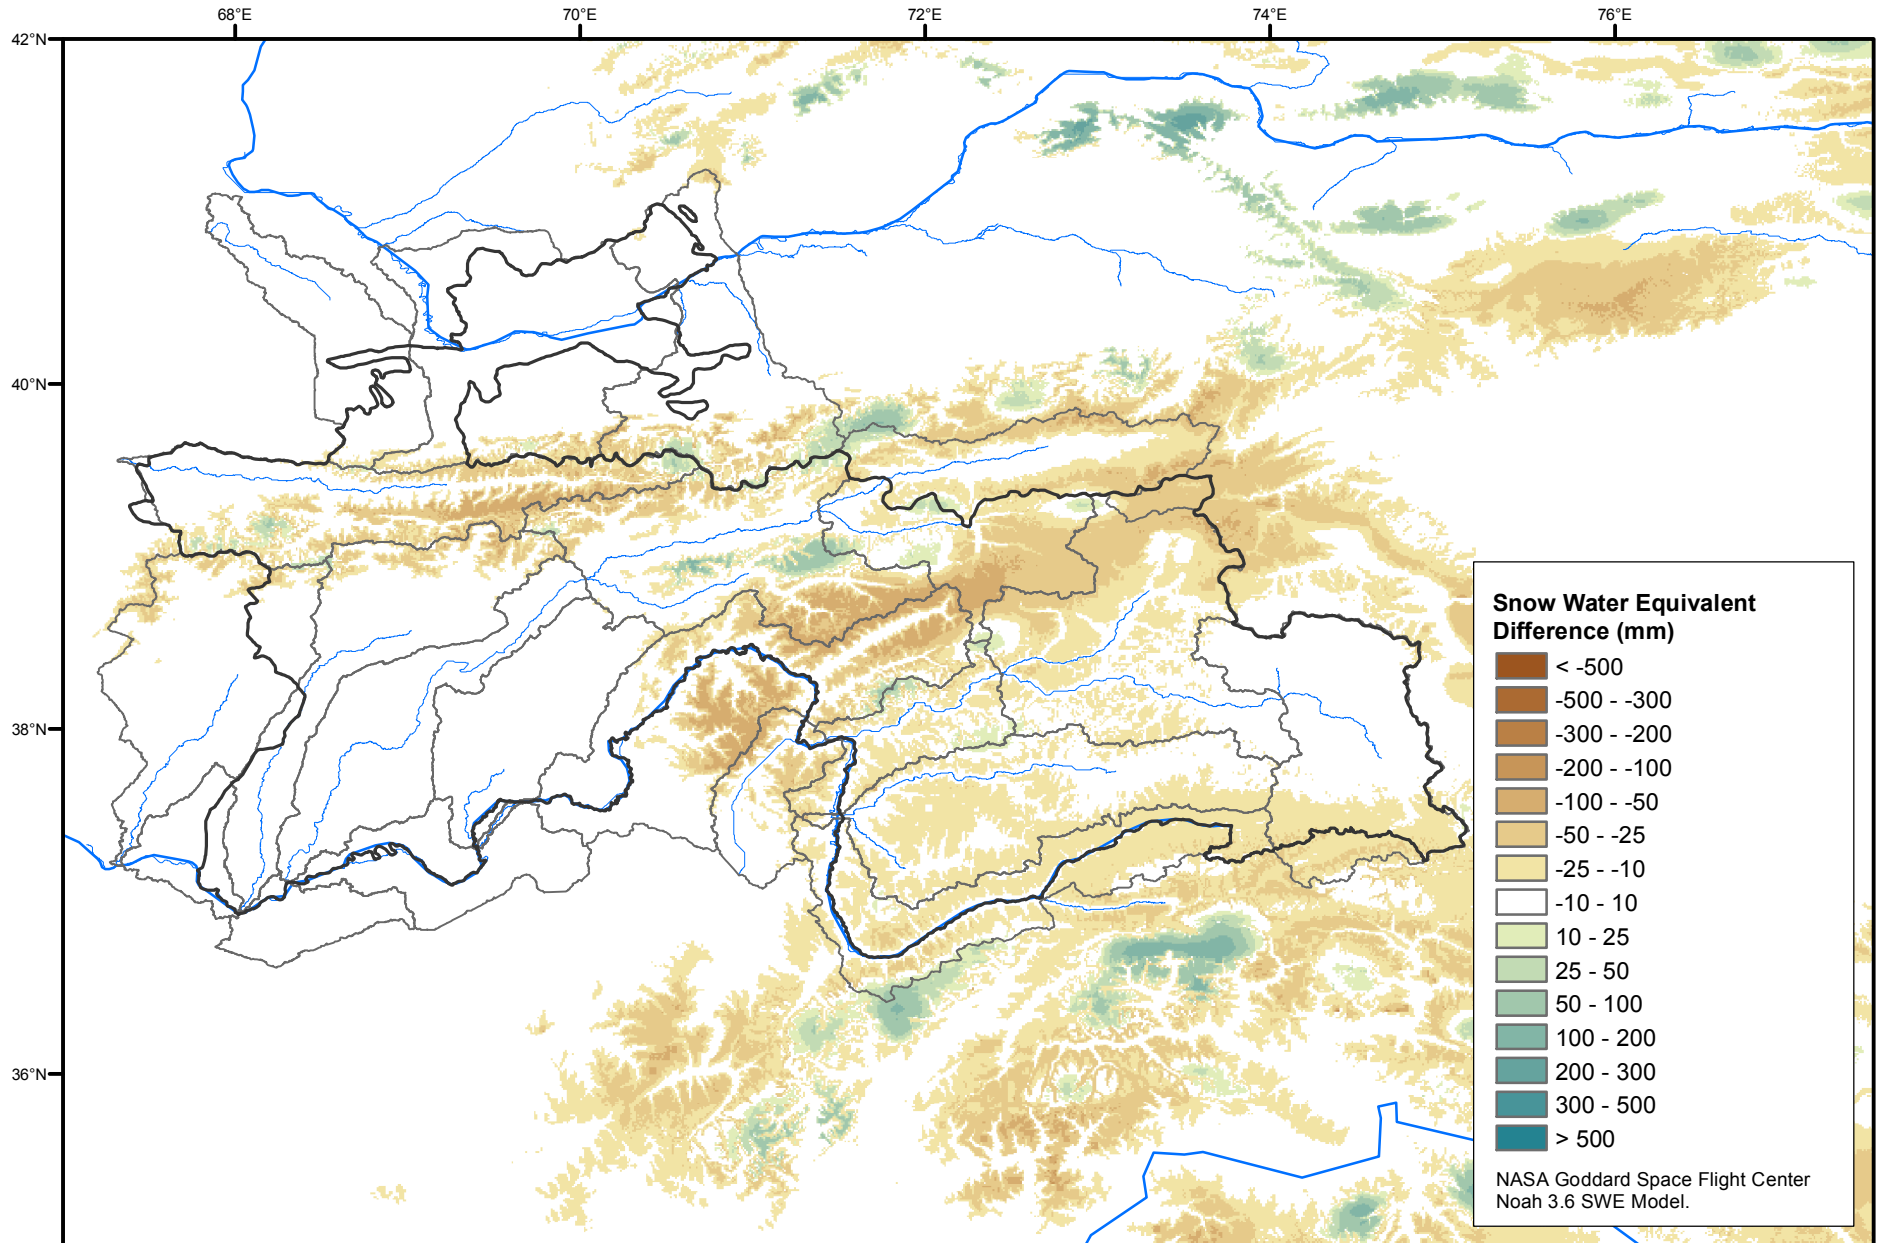 68°E 70°E 72°E 74°E 76°E
42°N
40°N
38°N
36°N
Snow Water Equivalent
Difference (mm)
< -500
-500 - -300
-300 - -200
-200 - -100
-100 - -50
-50 - -25
-25 - -10
-10 - 10
10 - 25
25 - 50
50 - 100
100 - 200
200 - 300
300 - 500
> 500
NASA Goddard Space Flight Center
Noah 3.6 SWE Model.